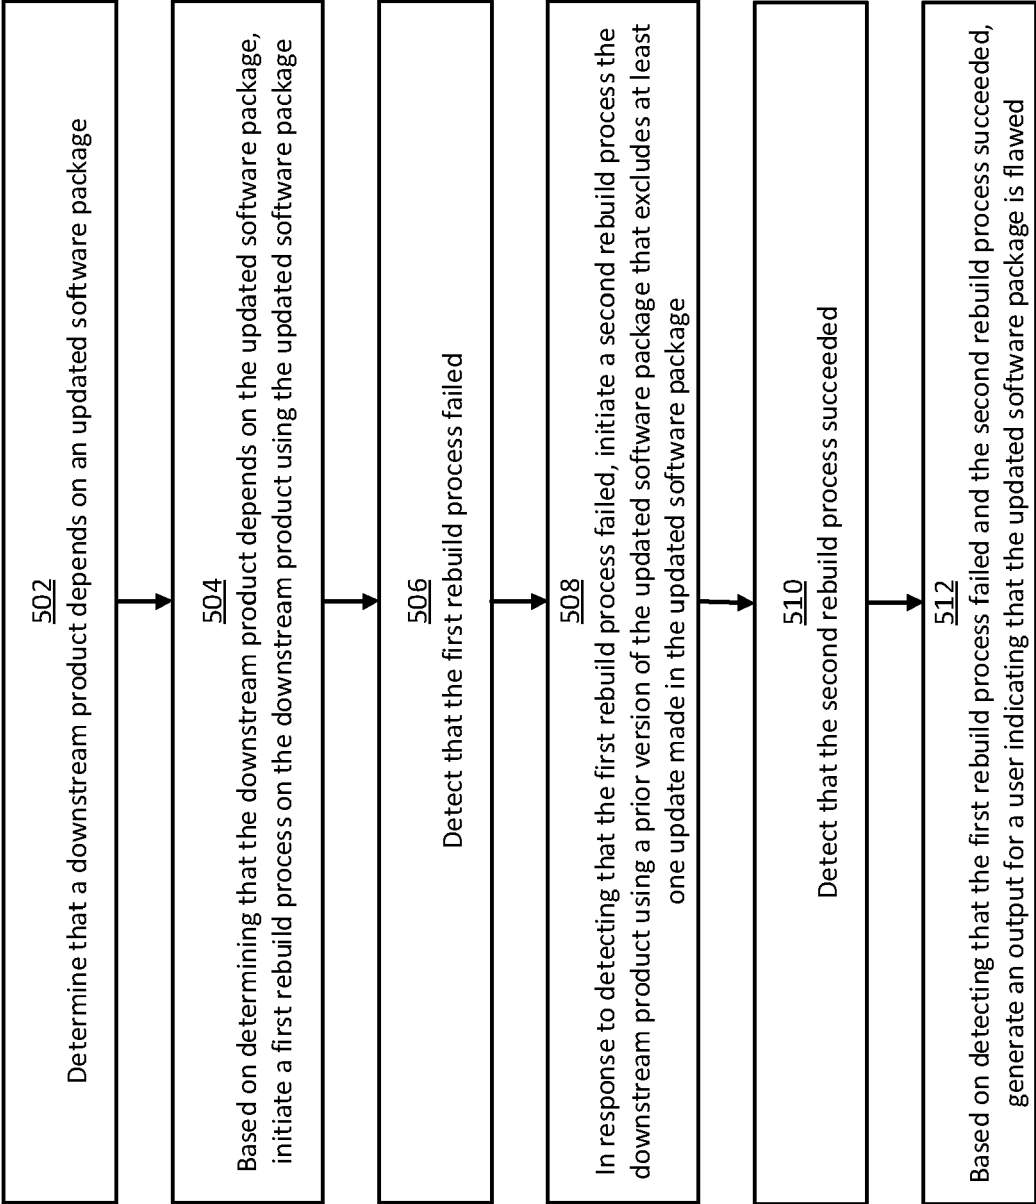 502
Determine that a downstream product depends on an updated software package
504
Based on determining that the downstream product depends on the updated software package,
initiate a first rebuild process on the downstream product using the updated software package
506
Detect that the first rebuild process failed
508
In response to detecting that the first rebuild process failed, initiate a second rebuild process the
downstream product using a prior version of the updated software package that excludes at least
one update made in the updated software package
510
Detect that the second rebuild process succeeded
512
Based on detecting that the first rebuild process failed and the second rebuild process succeeded,
generate an output for a user indicating that the updated software package is flawed